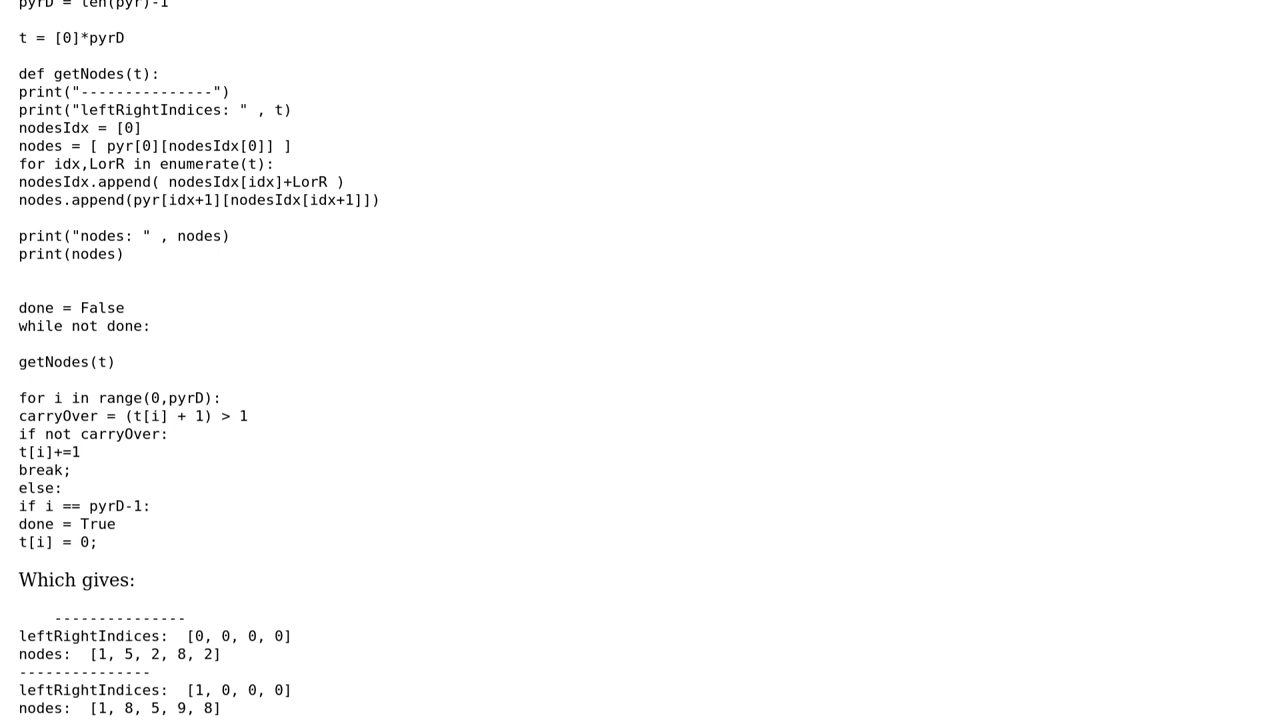 pyrD = len(pyr)-1
t = [0]*pyrD
def getNodes(t):
print("---------------")
print("leftRightIndices: " , t)
nodesIdx = [0]
nodes = [ pyr[0][nodesIdx[0]] ]
for idx,LorR in enumerate(t):
nodesIdx.append( nodesIdx[idx]+LorR )
nodes.append(pyr[idx+1][nodesIdx[idx+1]])
print("nodes: " , nodes)
print(nodes)
done = False
while not done:
getNodes(t)
for i in range(0,pyrD):
carryOver = (t[i] + 1) > 1
if not carryOver:
t[i]+=1
break;
else:
if i == pyrD-1:
done = True
t[i] = 0;
Which gives:
---------------
leftRightIndices:  [0, 0, 0, 0]
nodes:  [1, 5, 2, 8, 2]
---------------
leftRightIndices:  [1, 0, 0, 0]
nodes:  [1, 8, 5, 9, 8]